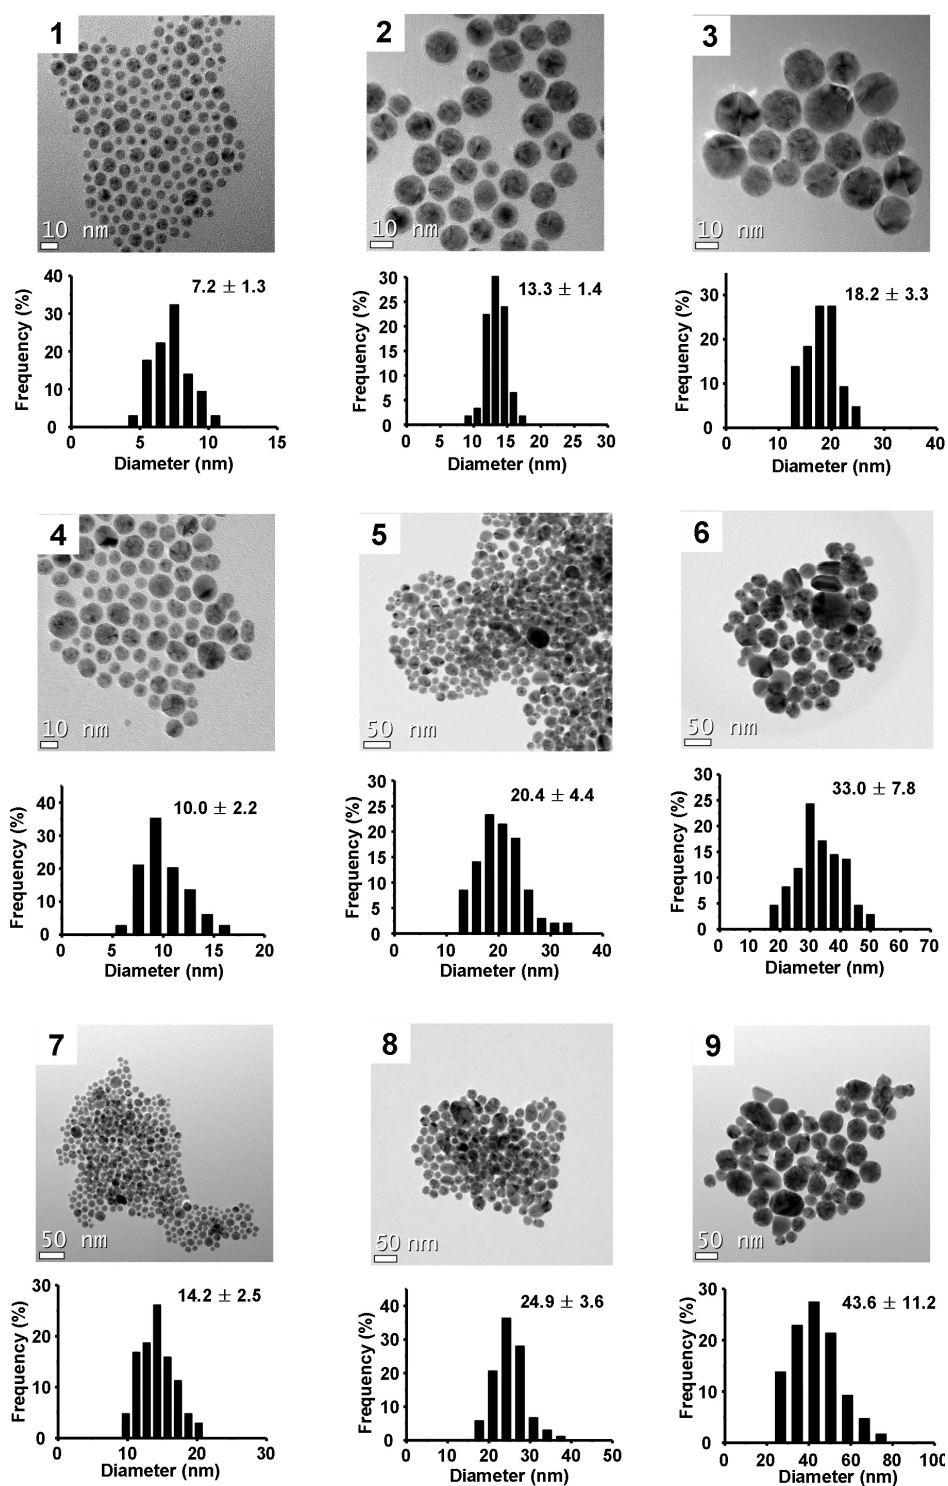 1
10 nm
2
10 nm
3
10 nm
40
30
20
10
0
0
5
10
15
Frequency (%)
Diameter (nm)
7.2 ± 1.3
30
25
20
15
10
5
0
0
5
10
15
20
25
30
Frequency (%)
Diameter (nm)
13.3 ± 1.4
30
20
10
0
0
10
20
30
40
Frequency (%)
Diameter (nm)
18.2 ± 3.3
4
10 nm
5
50 nm
6
50 nm
40
30
20
10
0
0
5
10
15
20
Frequency (%)
Diameter (nm)
10.0 ± 2.2
30
25
20
15
10
5
0
0
10
20
30
40
Frequency (%)
Diameter (nm)
20.4 ± 4.4
30
25
20
15
10
5
0
0
10
20
30
40
50
60
70
Frequency (%)
Diameter (nm)
33.0 ± 7.8
7
50 nm
8
50 nm
9
50 nm
30
20
10
0
0
10
20
30
Frequency (%)
Diameter (nm)
14.2 ± 2.5
40
30
20
10
0
0
10
20
30
40
50
Frequency (%)
Diameter (nm)
24.9 ± 3.6
30
20
10
0
0
20
40
60
80
100
Frequency (%)
Diameter (nm)
43.6 ± 11.2